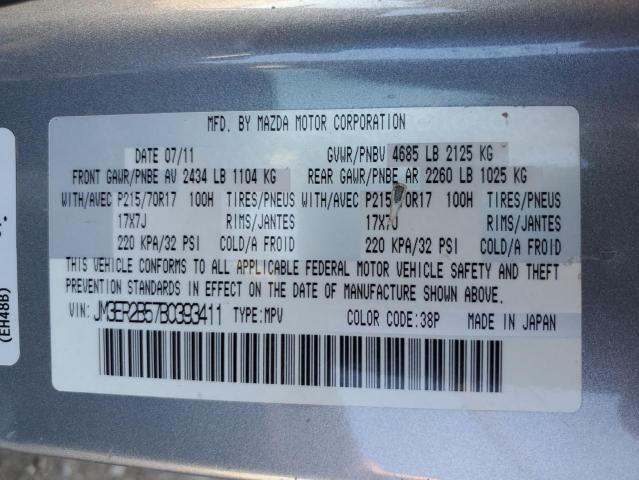 MFD. BY MAZDA MOTOR CORPORATION
DATE 07/11 GVWR/PNBV 4685 LB 2125 KG
FRONT GAWR/PNBE AV 2434 LB 1104 KG REAR GAWR/PNBE AR 2260 LB 1025 KG
WITH/AVEC P215/70R17 100H TIRES/PNEUS WITH/AVEC P215/70R17 100H TIRES/PNEUS
17X7J RIMS/JANTES 17X7J RIMS/JANTES
220 KPA/32 PSI COLD/A FROID 220 KPA/32 PSI COLD/A FROID
THIS VEHICLE CONFORMS TO ALL APPLICABLE FEDERAL MOTOR VEHICLE SAFETY AND THEFT
PREVENTION STANDARDS IN EFFECT ON THE DATE OF MANUFACTURE SHOWN ABOVE.
VIN: JM3ER2B57B0393411 TYPE:MPV COLOR CODE:38P MADE IN JAPAN
(EH48B)